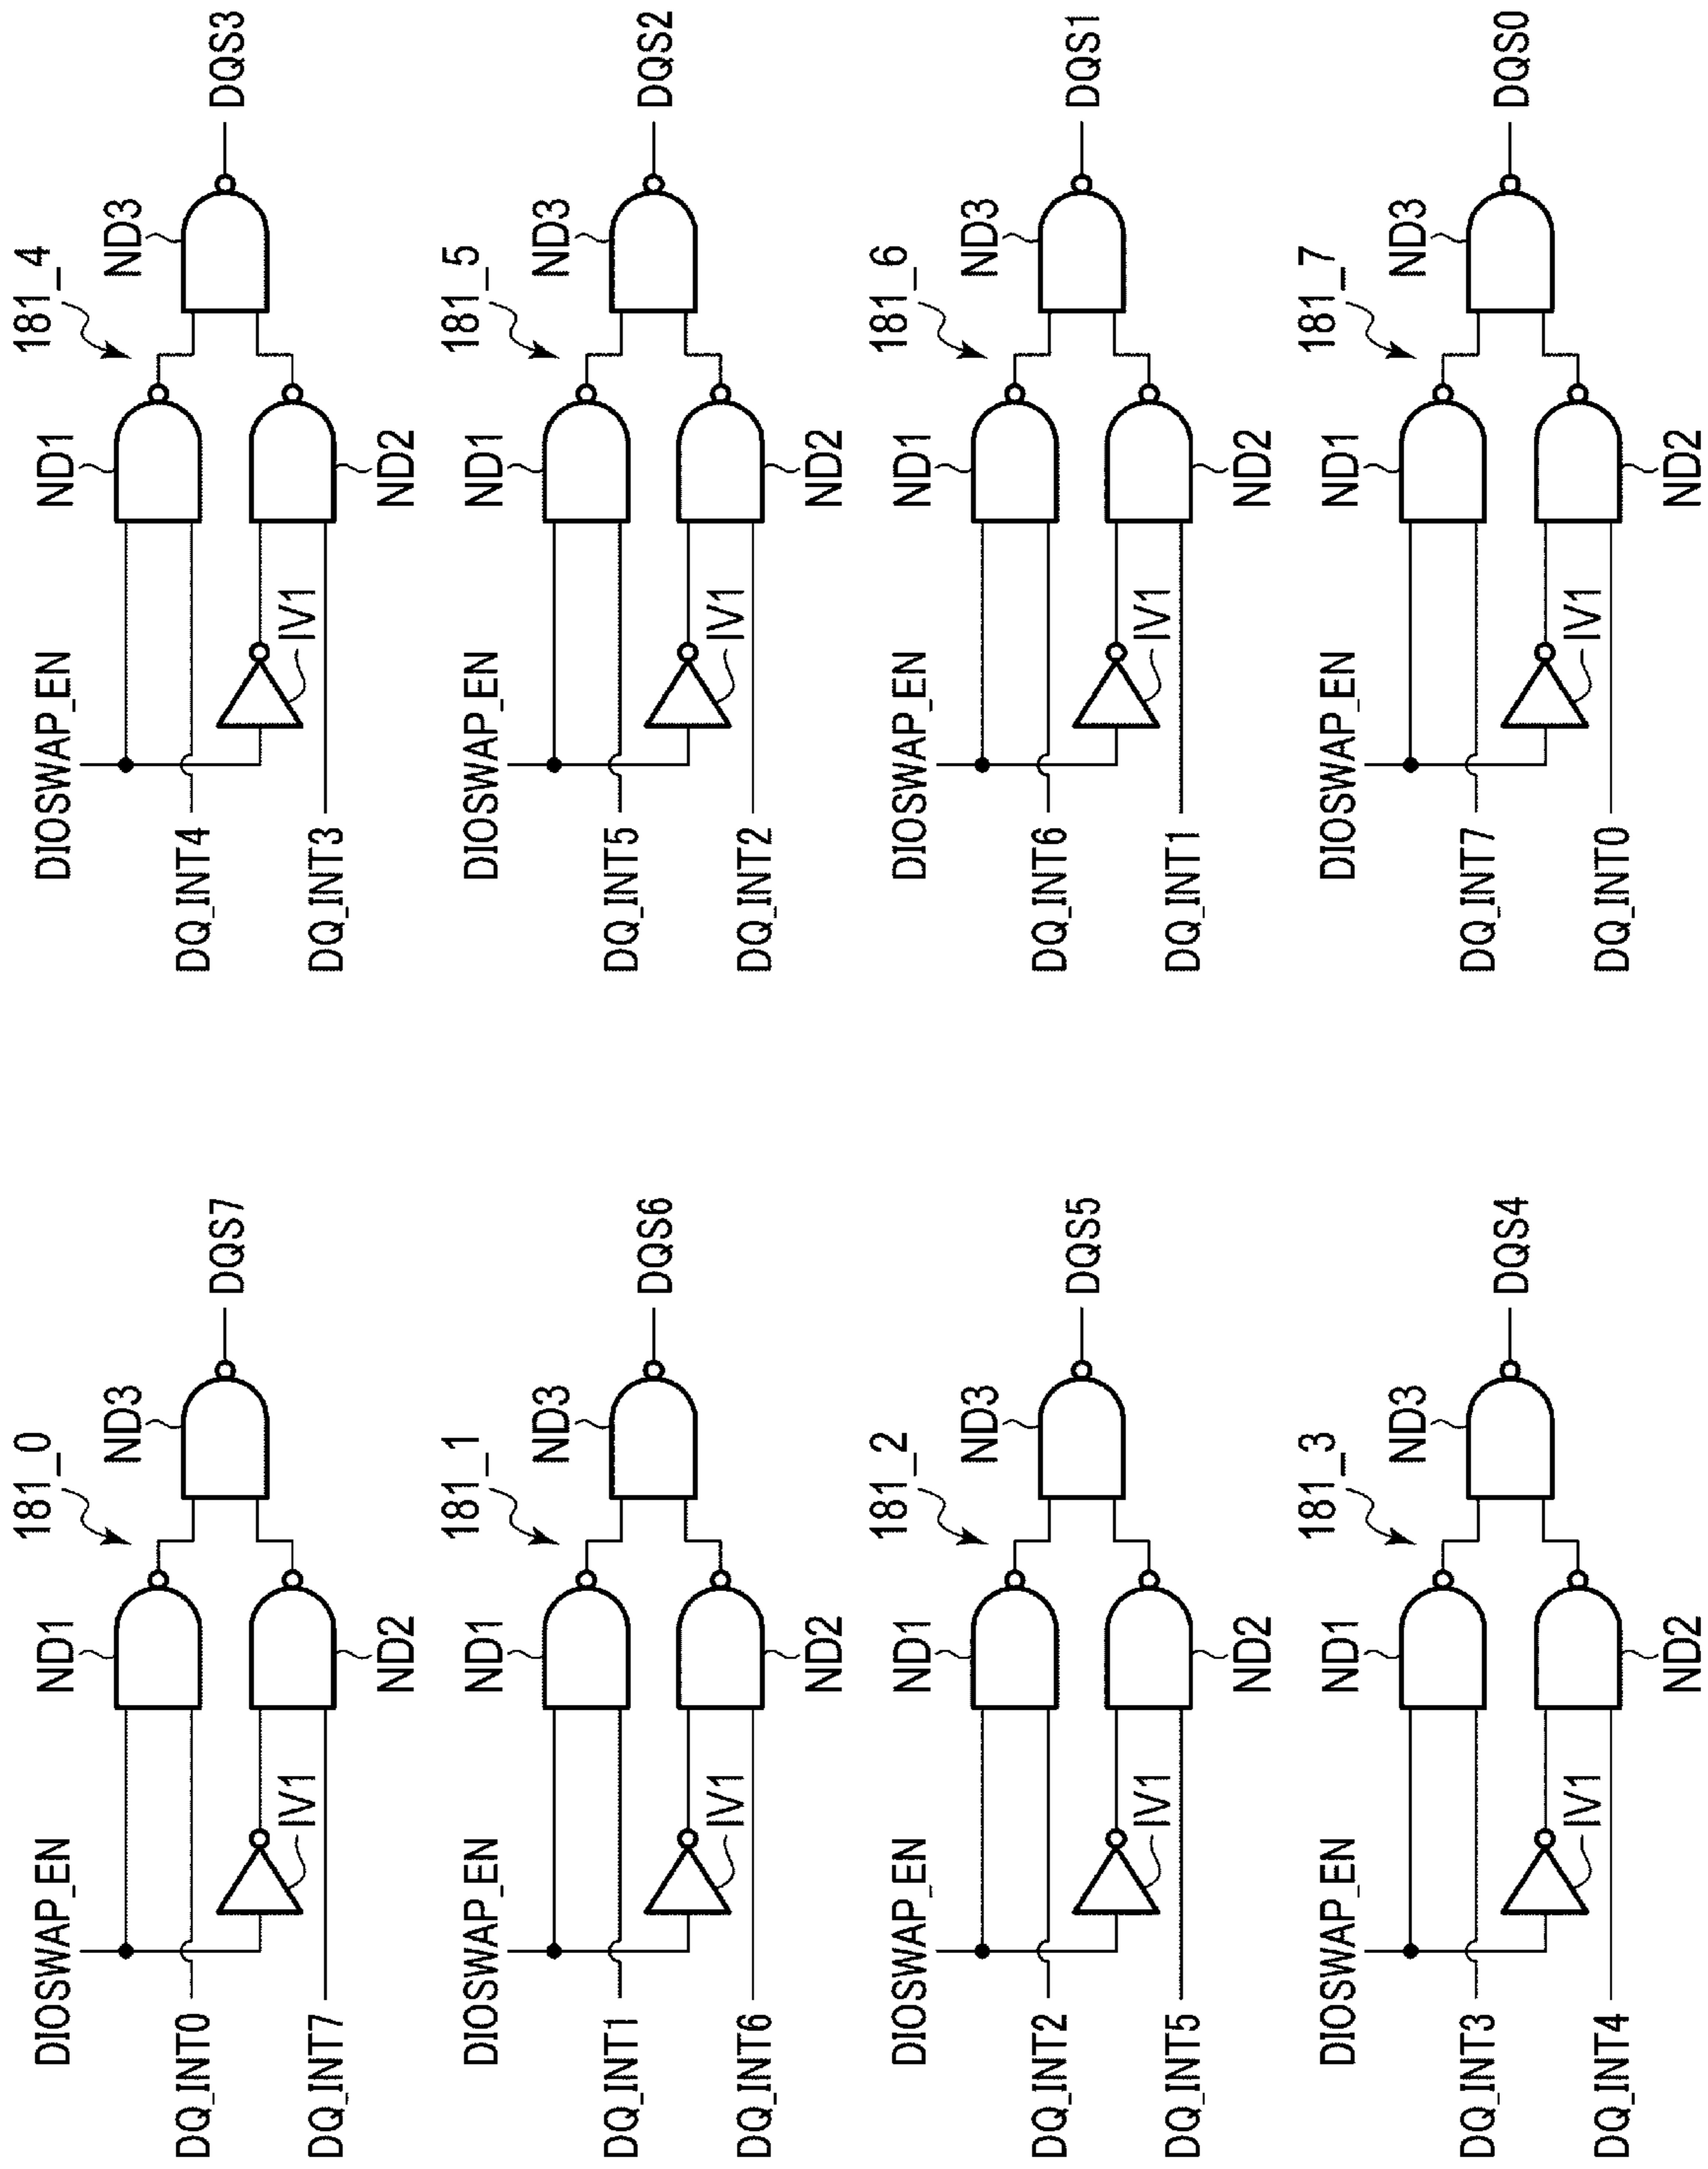 181_0
DIOSWAP_EN
ND1
ND3
DQ_INT0
DQS7
DQ_INT7
IV1
ND2
181_1
DIOSWAP_EN
ND1
ND3
DQ_INT1
DQS6
DQ_INT6
IV1
ND2
181_2
DIOSWAP_EN
ND1
ND3
DQ_INT2
DQS5
DQ_INT5
IV1
ND2
181_3
DIOSWAP_EN
ND1
ND3
DQ_INT3
DQS4
DQ_INT4
IV1
ND2
181_4
DIOSWAP_EN
ND1
ND3
DQ_INT4
DQS3
DQ_INT3
IV1
ND2
181_5
DIOSWAP_EN
ND1
ND3
DQ_INT5
DQS2
DQ_INT2
IV1
ND2
181_6
DIOSWAP_EN
ND1
ND3
DQ_INT6
DQS1
DQ_INT1
IV1
ND2
181_7
DIOSWAP_EN
ND1
ND3
DQ_INT7
DQS0
DQ_INT0
IV1
ND2